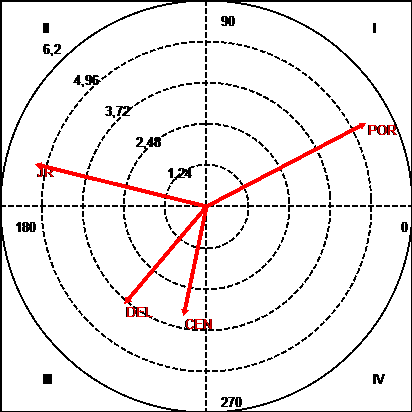 90
II
I
6,2
4,96
3,72
2,48
1,24
POR
JR
180
0
DEL
CEN
III
IV
270